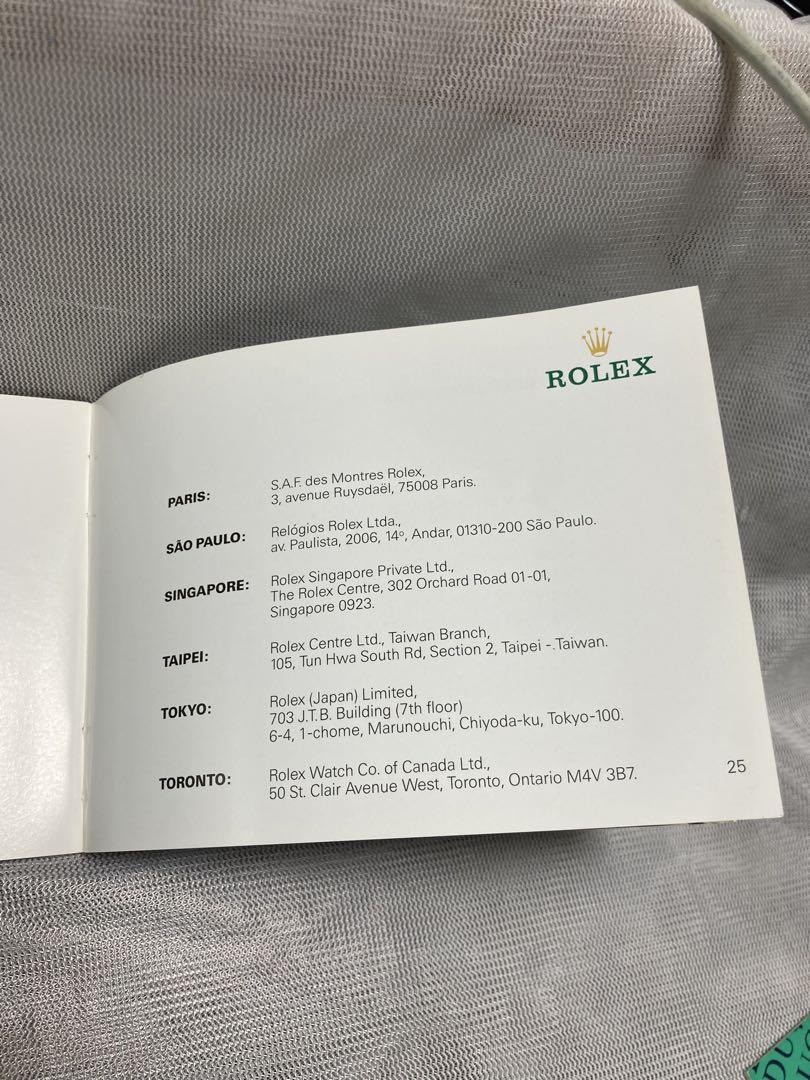 ROLEX
PARIS:
S.A.F. des Montres Rolex,
3, avenue Ruysdaël, 75008 Paris.
SÃO PAULO:
Relógios Rolex Ltda.,
av. Paulista, 2006, 14º, Andar, 01310-200 São Paulo.
SINGAPORE:
Rolex Singapore Private Ltd.,
The Rolex Centre, 302 Orchard Road 01-01,
Singapore 0923.
TAIPEI:
Rolex Centre Ltd., Taiwan Branch,
105, Tun Hwa South Rd, Section 2, Taipei -.Taiwan.
TOKYO:
Rolex (Japan) Limited,
703 J.T.B. Building (7th floor)
6-4, 1-chome, Marunouchi, Chiyoda-ku, Tokyo-100.
TORONTO:
Rolex Watch Co. of Canada Ltd.,
50 St. Clair Avenue West, Toronto, Ontario M4V 3B7.
25